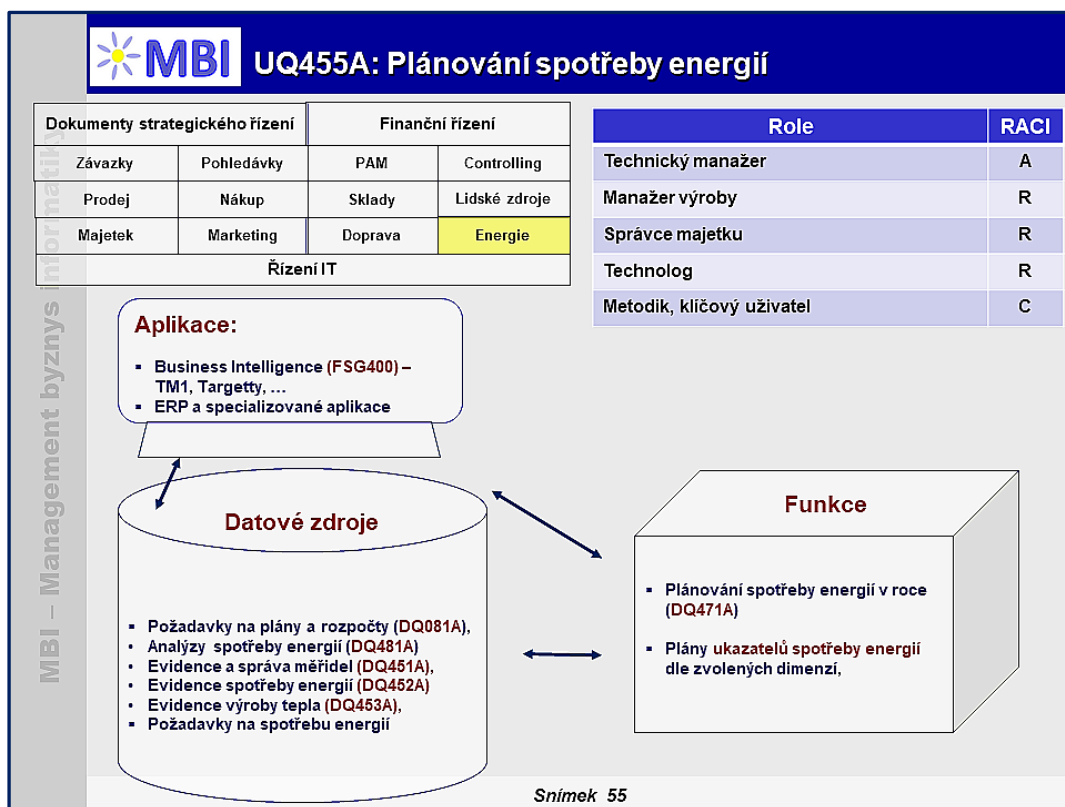 MBI
UQ455A: Plánování spotřeby energií
MBI – Management byznys informatiky
Dokumenty strategického řízení Finanční řízení
Závazky Pohledávky PAM Controlling
Prodej Nákup Sklady Lidské zdroje
Majetek Marketing Doprava Energie
Řízení IT
Role RACI
Technický manažer A
Manažer výroby R
Správce majetku R
Technolog R
Metodik, klíčový uživatel C
Aplikace:
▪ Business Intelligence (FSG400) –
TM1, Targetty, …
▪ ERP a specializované aplikace
Datové zdroje
▪ Požadavky na plány a rozpočty (DQ081A),
• Analýzy spotřeby energií (DQ481A)
• Evidence a správa měřidel (DQ451A),
• Evidence spotřeby energií (DQ452A)
• Evidence výroby tepla (DQ453A),
▪ Požadavky na spotřebu energií
Funkce
▪ Plánování spotřeby energií v roce
(DQ471A)
▪ Plány ukazatelů spotřeby energií
dle zvolených dimenzí,
Snímek 55